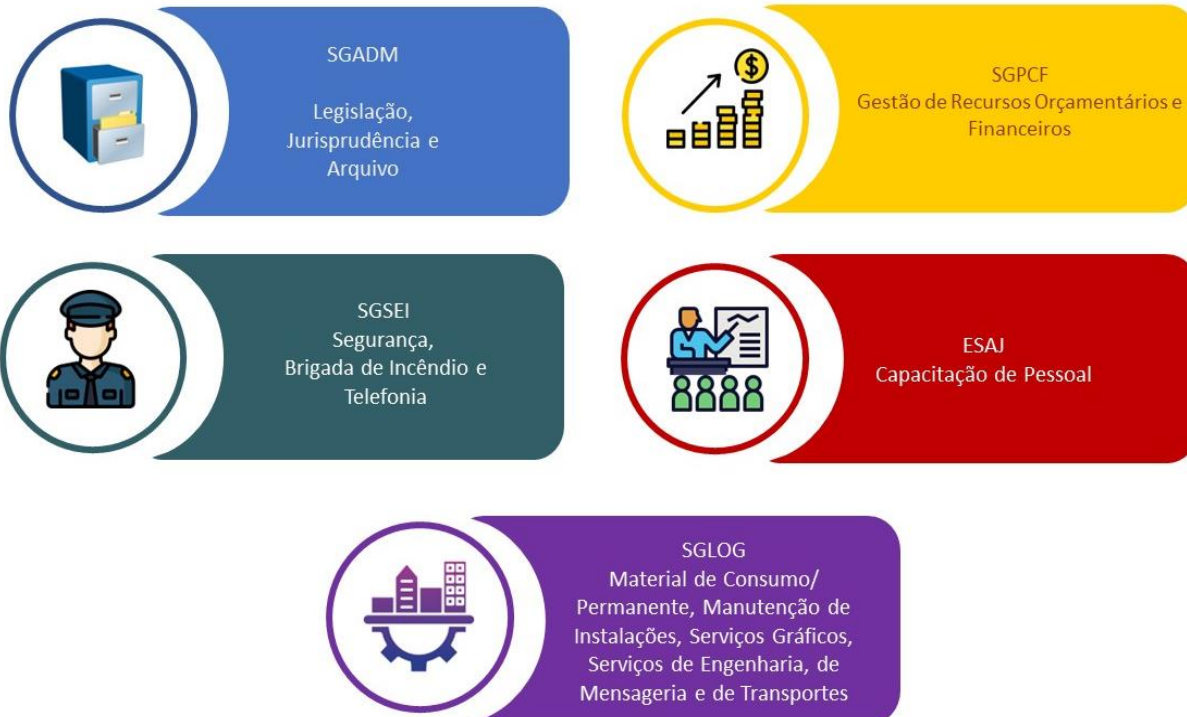 SGADM
Legislação,
Jurisprudência e
Arquivo
SGPCF
Gestão de Recursos Orçamentários e
Financeiros
SGSEI
Segurança,
Brigada de Incêndio e
Telefonia
ESAJ
Capacitação de Pessoal
SGLOG
Material de Consumo/
Permanente, Manutenção de
Instalações, Serviços Gráficos,
Serviços de Engenharia, de
Mensageria e de Transportes